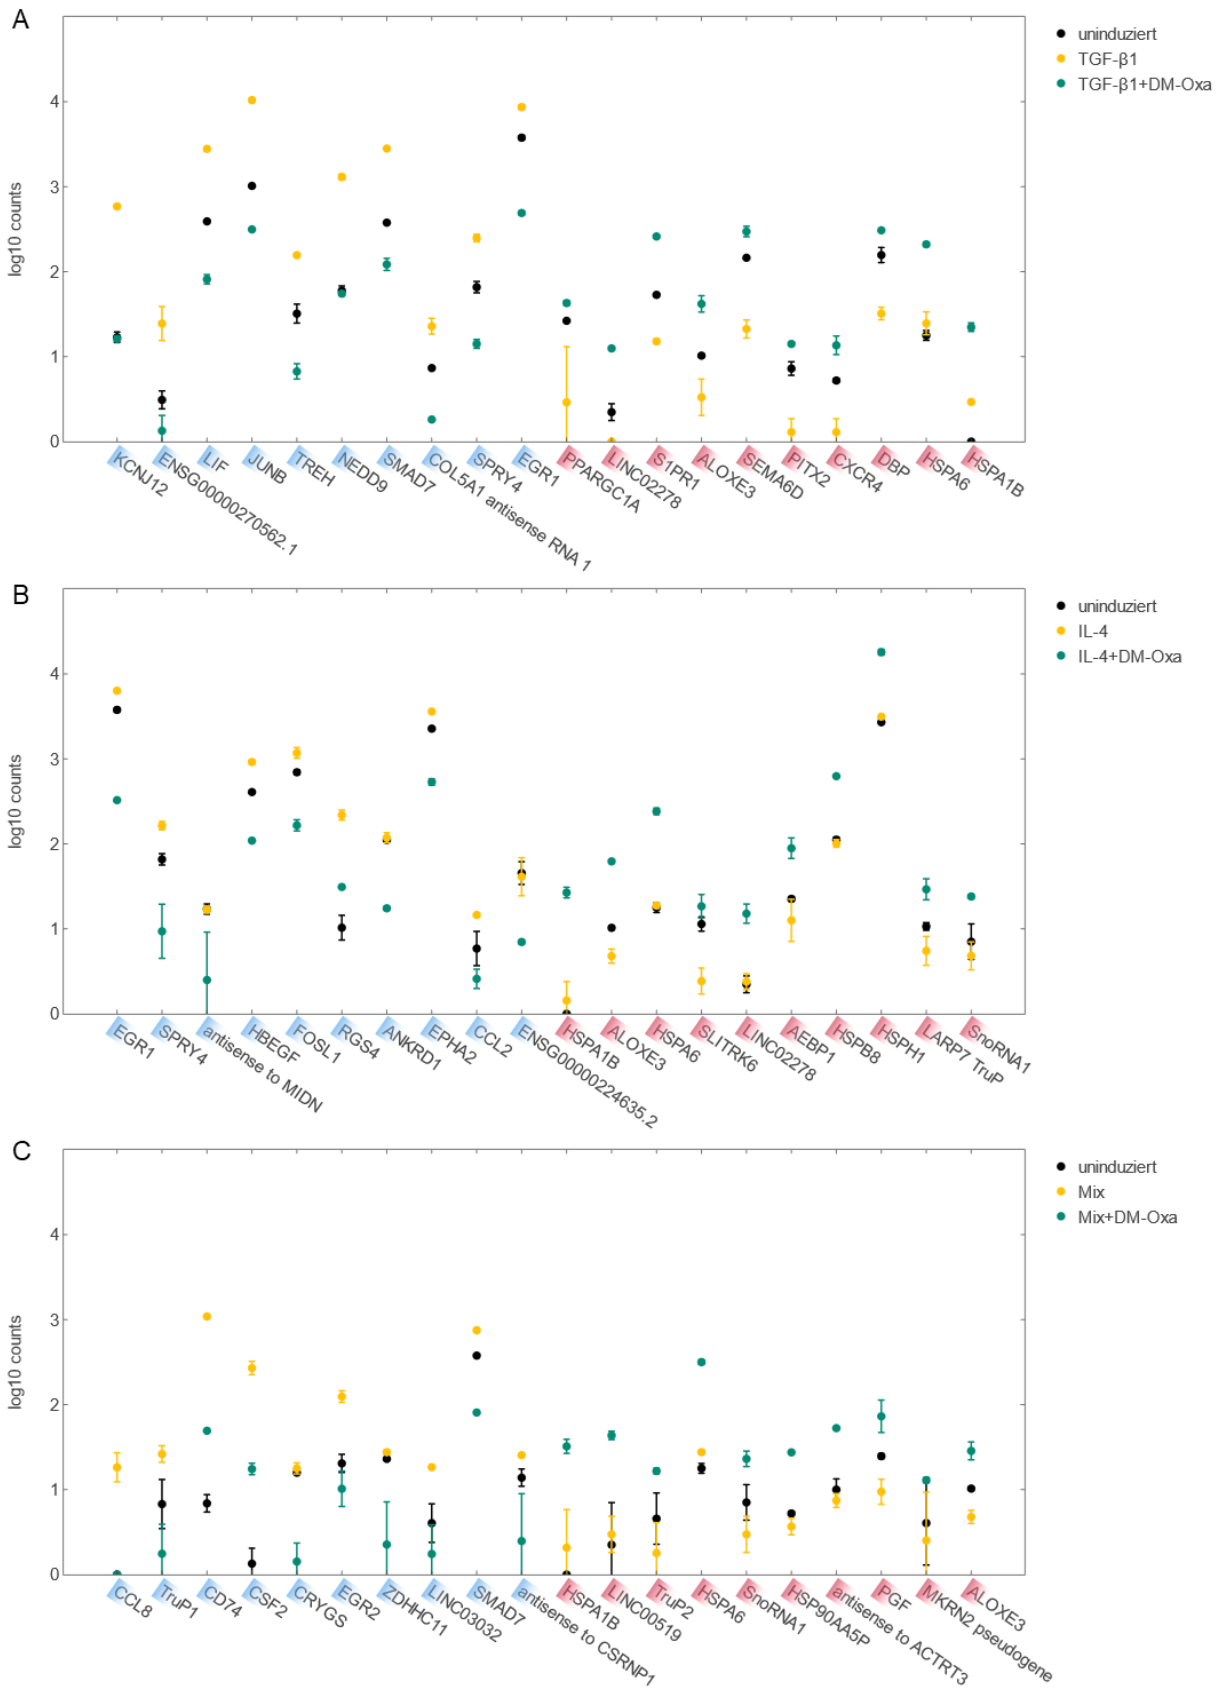 A
uninduziert
TGF-β1
TGF-β1+DM-Oxa
log10 counts
4
3
2
1
0
KCNJ12
ENSG00000270562.1
LIF
JUNB
TREH
NEDD9
SMAD7
COL5A1 antisense RNA 1
SPRY4
EGR1
PPARGC1A
LINC02278
S1PR1
ALOXE3
SEMA6D
PITX2
CXCR4
DBP
HSPA6
HSPA1B
B
uninduziert
IL-4
IL-4+DM-Oxa
log10 counts
4
3
2
1
0
EGR1
SPRY4
antisense to MIDN
HBEGF
FOSL1
RGS4
ANKRD1
EPHA2
CCL2
ENSG00000224635.2
HSPA1B
ALOXE3
HSPA6
SLITRK6
LINC02278
AEBP1
HSPB8
HSPH1
LARP7 TruP
SnoRNA1
C
uninduziert
Mix
Mix+DM-Oxa
log10 counts
4
3
2
1
0
CCL8
TruP1
CD74
CSF2
CRYGS
EGR2
ZDHHC11
LINC03032
SMAD7
antisense to CSRNP1
HSPA1B
LINC00519
TruP2
HSPA6
SnoRNA1
HSP90AA5P
antisense to ACTRT3
PGF
MKRN2 pseudogene
ALOXE3